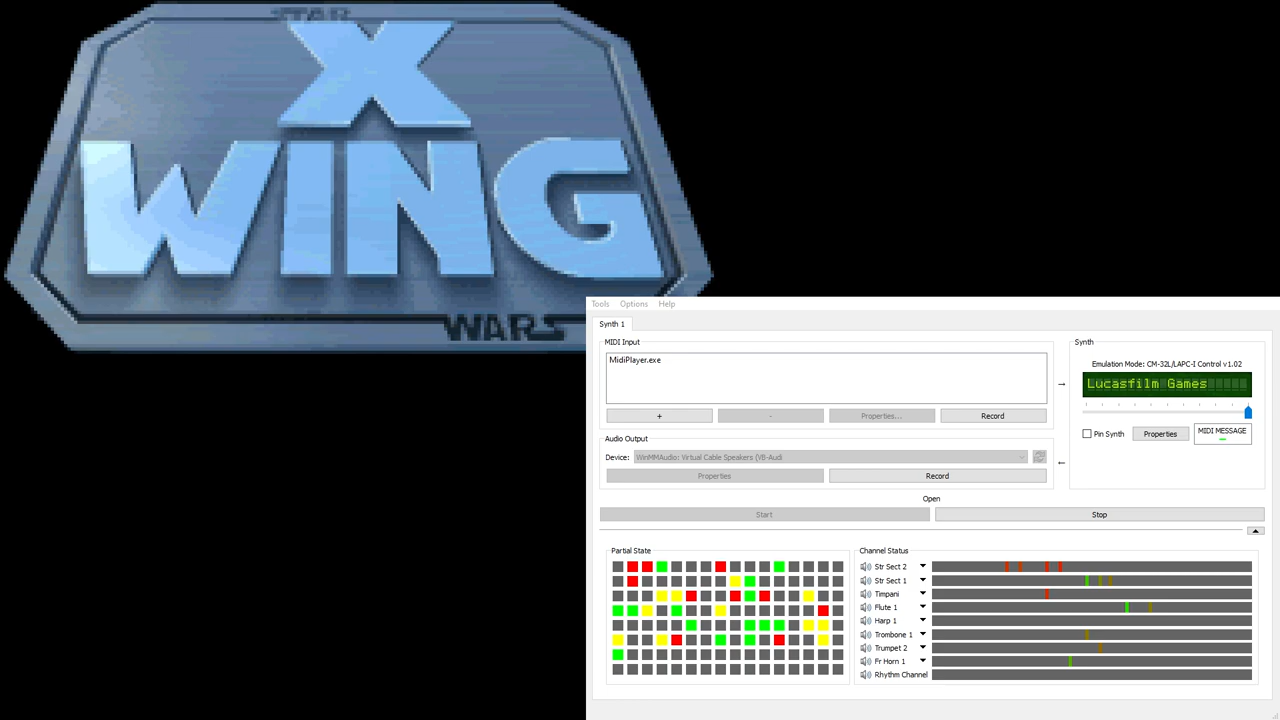 STAR
X
WING
WARS
Tools Options Help
Synth 1
MIDI Input
MidiPlayer.exe
+ - Properties... Record
Synth
Emulation Mode: CM-32L/LAPC-I Control v1.02
Lucasfilm Games
Pin Synth Properties MIDI MESSAGE
Audio Output
Device: WinMMAudio: Virtual Cable Speakers (VB-Audi
Properties Record
Open
Start Stop
Partial State
Channel Status
Str Sect 2
Str Sect 1
Timpani
Flute 1
Harp 1
Trombone 1
Trumpet 2
Fr Horn 1
Rhythm Channel